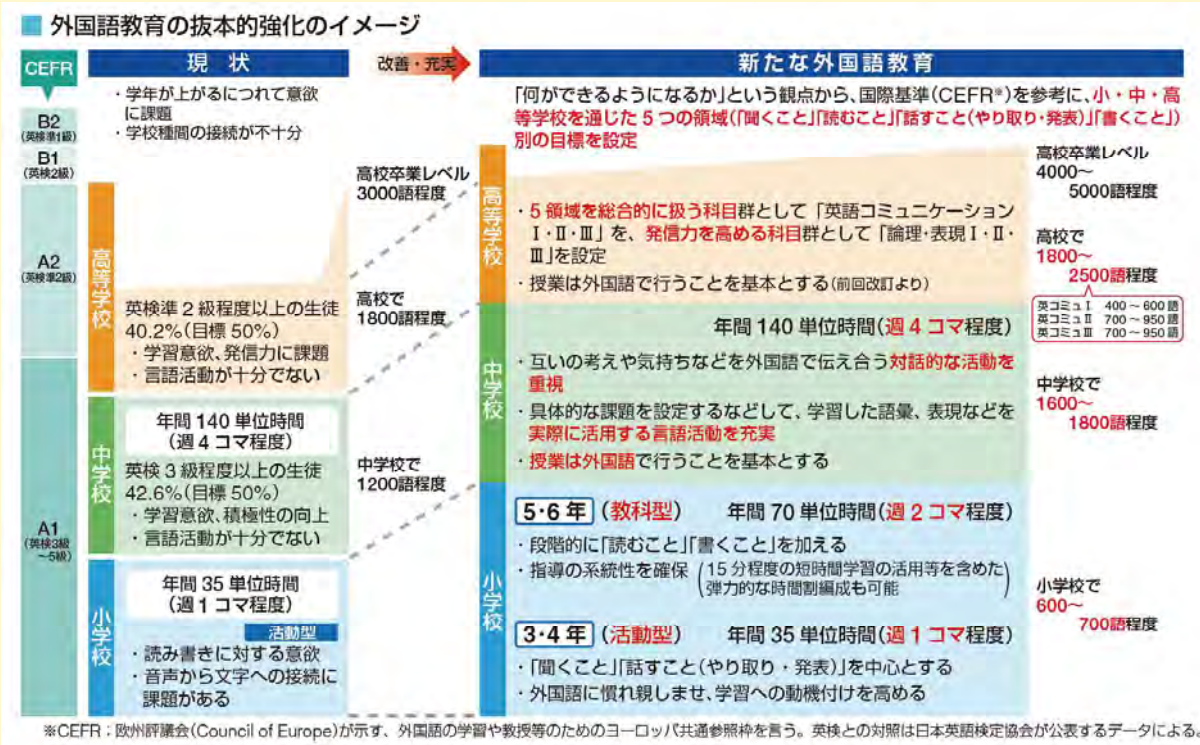 外国語教育の抜本的強化のイメージ
CEFR
B2
(英検準1級)
B1
(英検2級)
A2
(英検準2級)
A1
(英検3級
～5級)
現 状
・学年が上がるにつれて意欲
に課題
・学校種間の接続が不十分
高等学校
英検準2級程度以上の生徒
40.2%(目標 50%)
・学習意欲、発信力に課題
・言語活動が十分でない
中学校
年間 140 単位時間
(週 4 コマ程度)
英検 3 級程度以上の生徒
42.6%(目標 50%)
・学習意欲、積極性の向上
・言語活動が十分でない
小学校
年間 35 単位時間
(週 1 コマ程度)
活動型
・読み書きに対する意欲
・音声から文字への接続に
課題がある
改善・充実
高校卒業レベル
3000語程度
高校で
1800語程度
中学校で
1200語程度
新たな外国語教育
「何ができるようになるか」という観点から、国際基準(CEFR※)を参考に、小・中・高
等学校を通じた 5 つの領域(「聞くこと」「読むこと」「話すこと(やり取り・発表)」「書くこと」)
別の目標を設定
高等学校
・5 領域を総合的に扱う科目群として「英語コミュニケーション
Ⅰ・Ⅱ・Ⅲ」を、発信力を高める科目群として「論理・表現Ⅰ・Ⅱ・
Ⅲ」を設定
・授業は外国語で行うことを基本とする(前回改訂より)
中学校
年間 140 単位時間(週 4 コマ程度)
・互いの考えや気持ちなどを外国語で伝え合う対話的な活動を
重視
・具体的な課題を設定するなどして、学習した語彙、表現などを
実際に活用する言語活動を充実
・授業は外国語で行うことを基本とする
小学校
5・6 年 (教科型) 年間 70 単位時間(週 2 コマ程度)
・段階的に「読むこと」「書くこと」を加える
・指導の系統性を確保 (15 分程度の短時間学習の活用等を含めた
弾力的な時間割編成も可能)
3・4 年 (活動型) 年間 35 単位時間(週 1 コマ程度)
・「聞くこと」「話すこと(やり取り・発表)」を中心とする
・外国語に慣れ親しませ、学習への動機付けを高める
高校卒業レベル
4000～
5000語程度
高校で
1800～
2500語程度
英コミュⅠ 400～600語
英コミュⅡ 700～950語
英コミュⅢ 700～950語
中学校で
1600～
1800語程度
小学校で
600～
700語程度
※CEFR：欧州評議会(Council of Europe)が示す、外国語の学習や教授等のためのヨーロッパ共通参照枠を言う。英検との対照は日本英語検定協会が公表するデータによる。